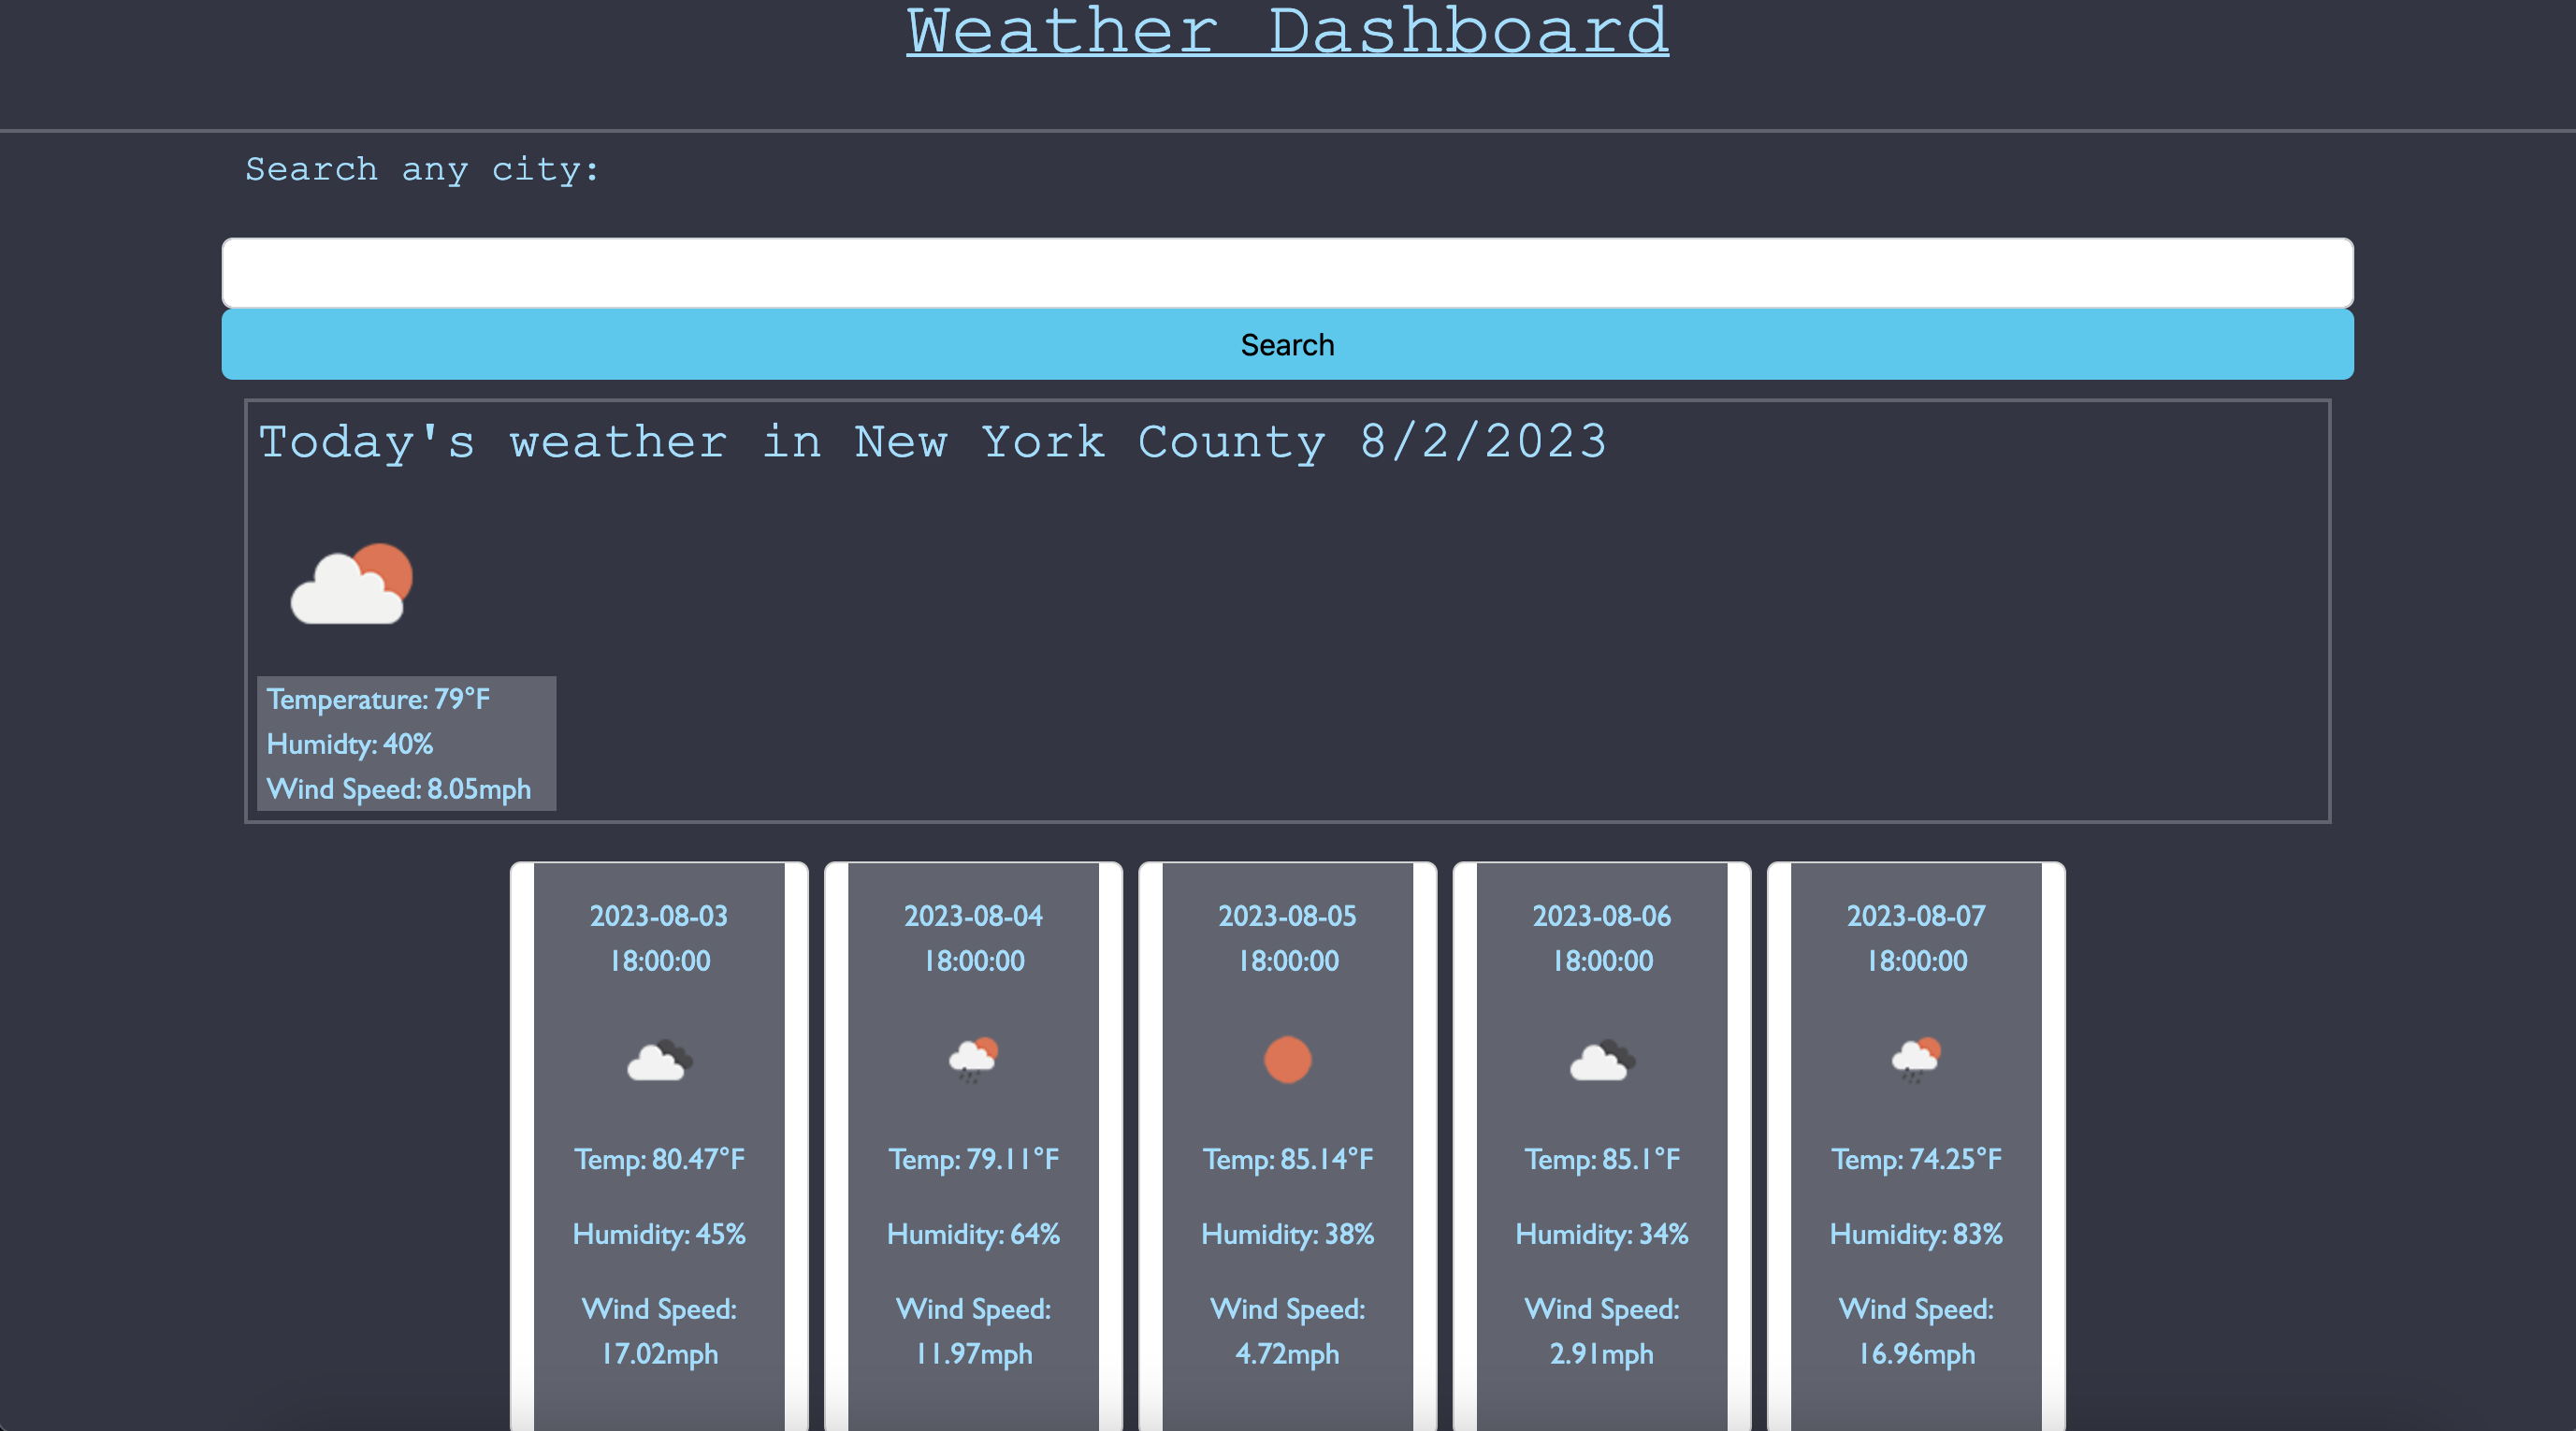 Weather Dashboard
Search any city:
Search
Today's weather in New York County 8/2/2023
Temperature: 79°F
Humidty: 40%
Wind Speed: 8.05mph
2023-08-03
18:00:00
Temp: 80.47°F
Humidity: 45%
Wind Speed:
17.02mph
2023-08-04
18:00:00
Temp: 79.11°F
Humidity: 64%
Wind Speed:
11.97mph
2023-08-05
18:00:00
Temp: 85.14°F
Humidity: 38%
Wind Speed:
4.72mph
2023-08-06
18:00:00
Temp: 85.1°F
Humidity: 34%
Wind Speed:
2.91mph
2023-08-07
18:00:00
Temp: 74.25°F
Humidity: 83%
Wind Speed:
16.96mph